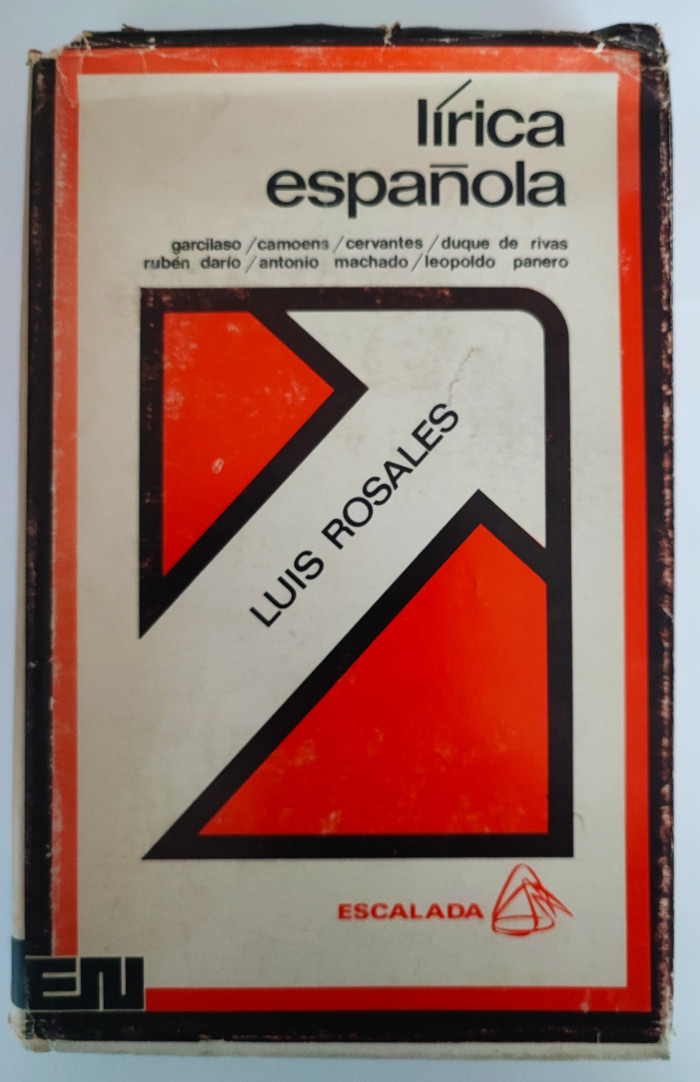 lírica
española
garcilaso / camoens / cervantes / duque de rivas
rubén darío / antonio machado / leopoldo panero
LUIS ROSALES
ESCALADA
EN